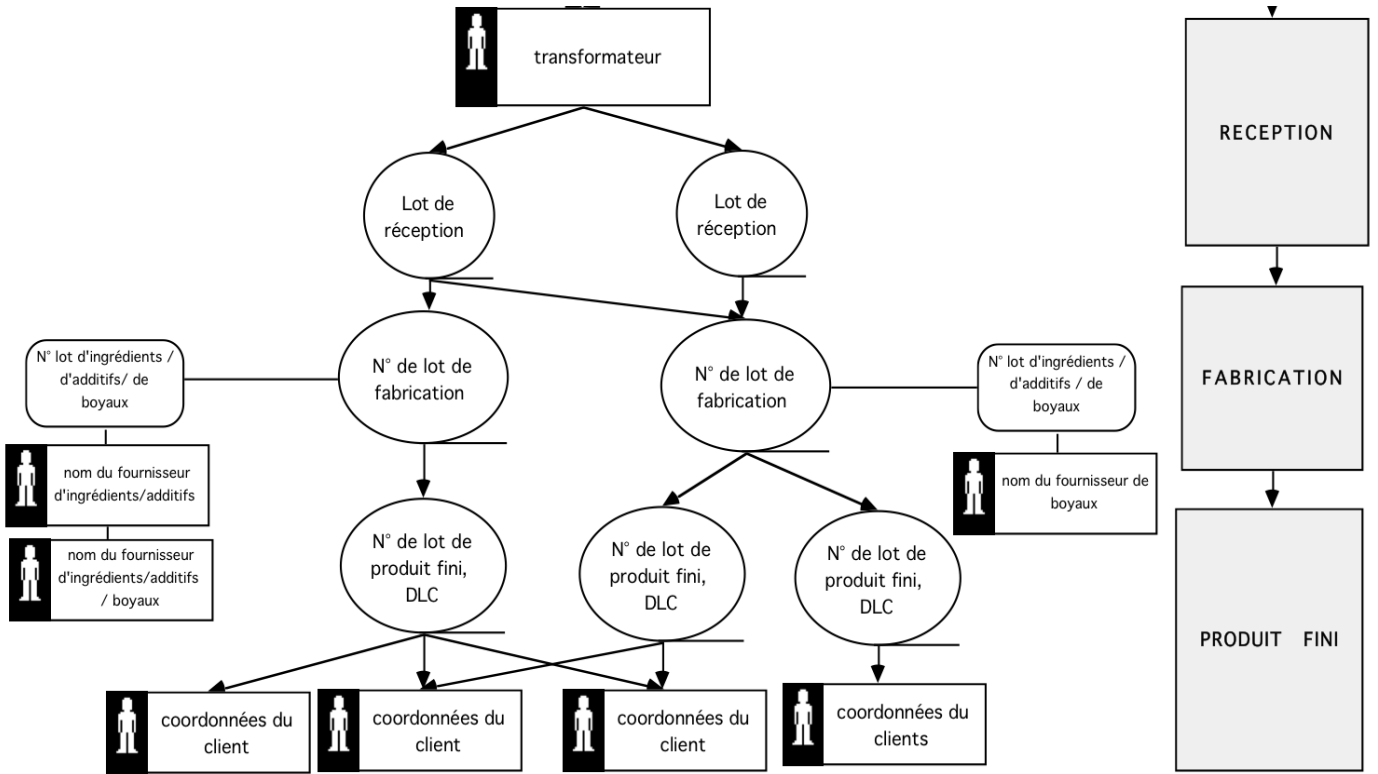 transformateur
RECEPTION
Lot de
réception
Lot de
réception
N° lot d'ingrédients /
d'additifs/ de
boyaux
N° de lot de
fabrication
N° de lot de
fabrication
N° lot d'ingrédients /
d'additifs / de
boyaux
FABRICATION
nom du fournisseur
d'ingrédients/additifs
nom du fournisseur de
boyaux
nom du fournisseur
d'ingrédients/additifs
/ boyaux
N° de lot de
produit fini,
DLC
N° de lot de
produit fini,
DLC
N° de lot de
produit fini,
DLC
PRODUIT FINI
coordonnées du
client
coordonnées du
client
coordonnées du
client
coordonnées du
clients